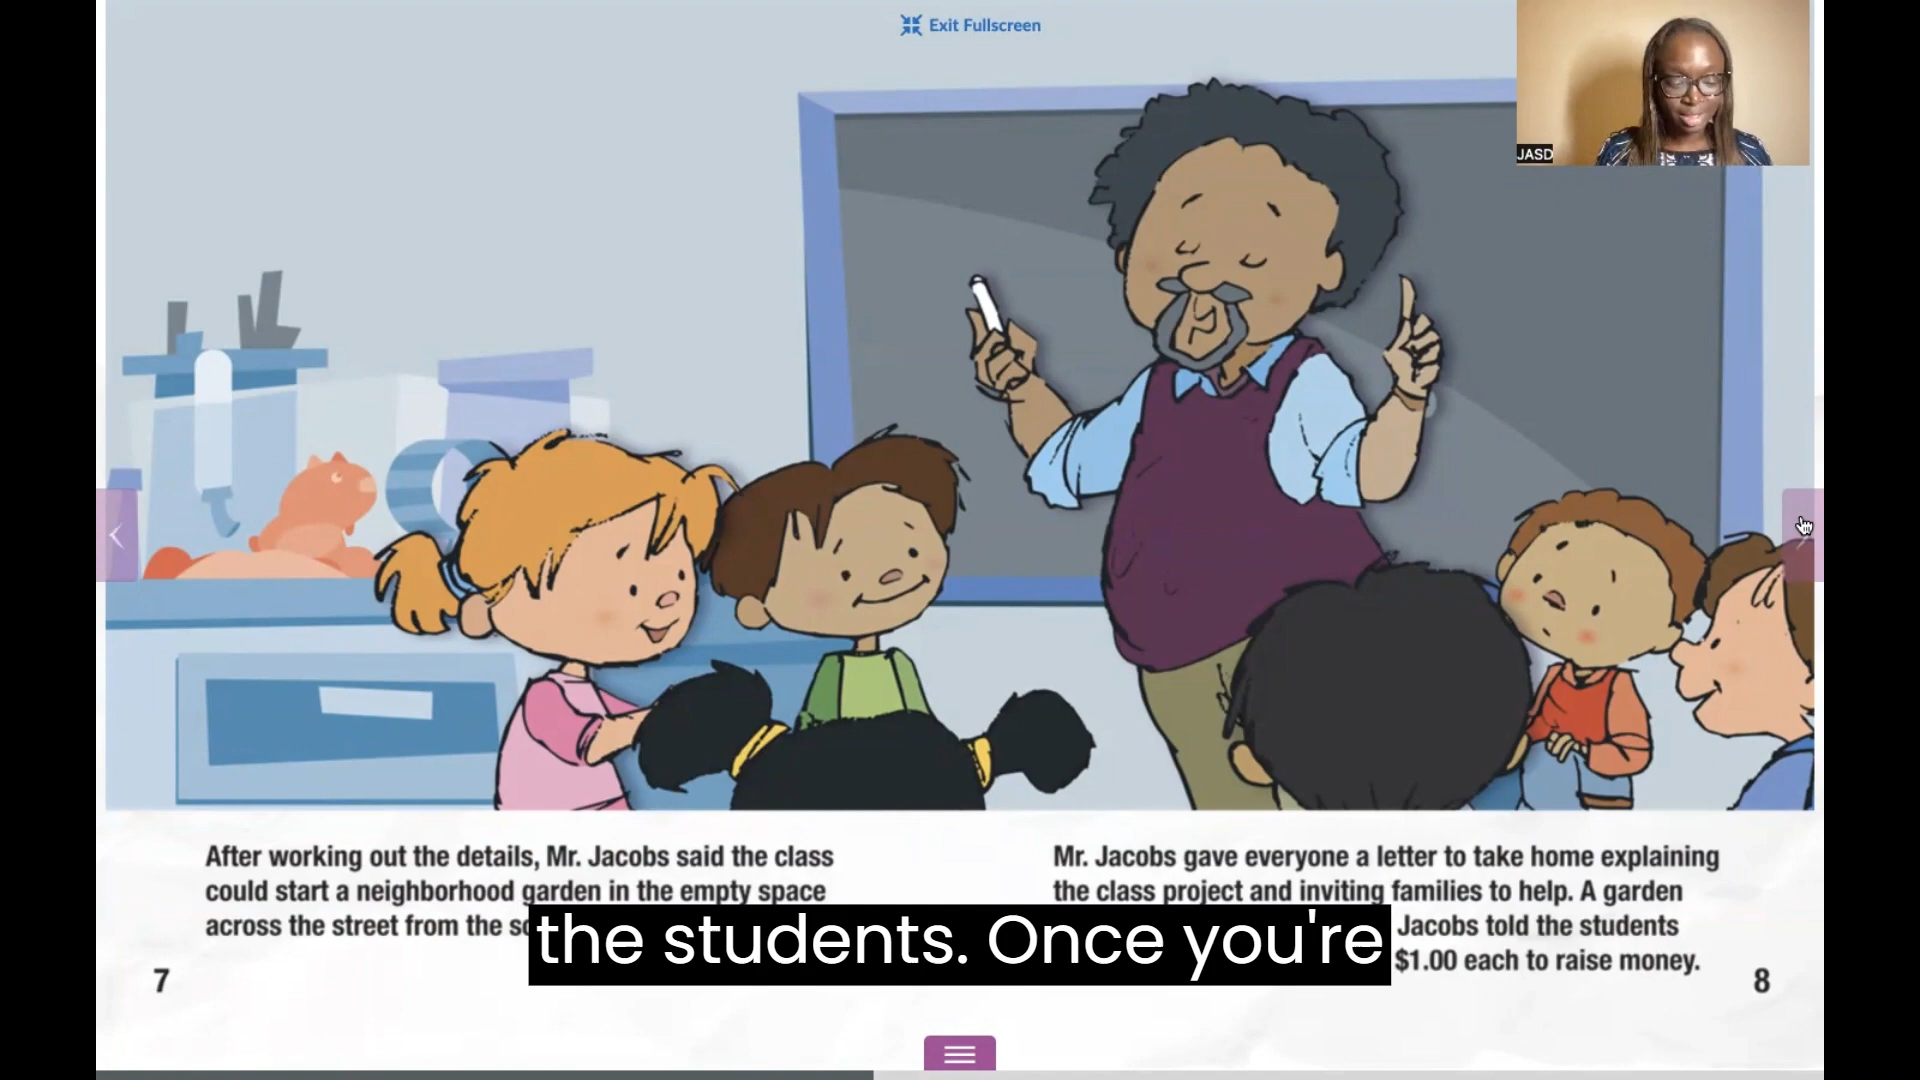 Exit Fullscreen
JASD
After working out the details, Mr. Jacobs said the class
could start a neighborhood garden in the empty space
across the street from the
7
Mr. Jacobs gave everyone a letter to take home explaining
the class project and inviting families to help. A garden
Jacobs told the students
$1.00 each to raise money.
8
the students. Once you're